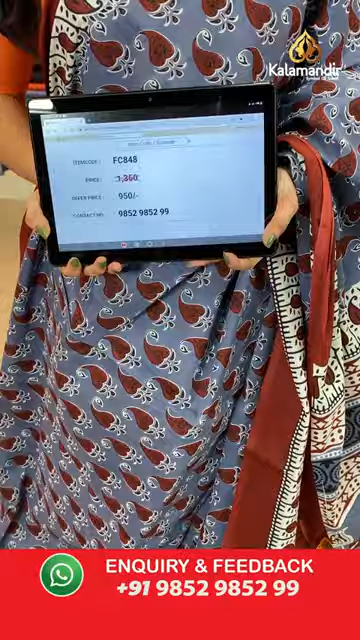 Kalamandir
ITEMCODE : FC848
PRICE : 1,360
OFFER PRICE : 950/-
CONTACT NO : 9852 9852 99
ENQUIRY & FEEDBACK
+91 9852 9852 99